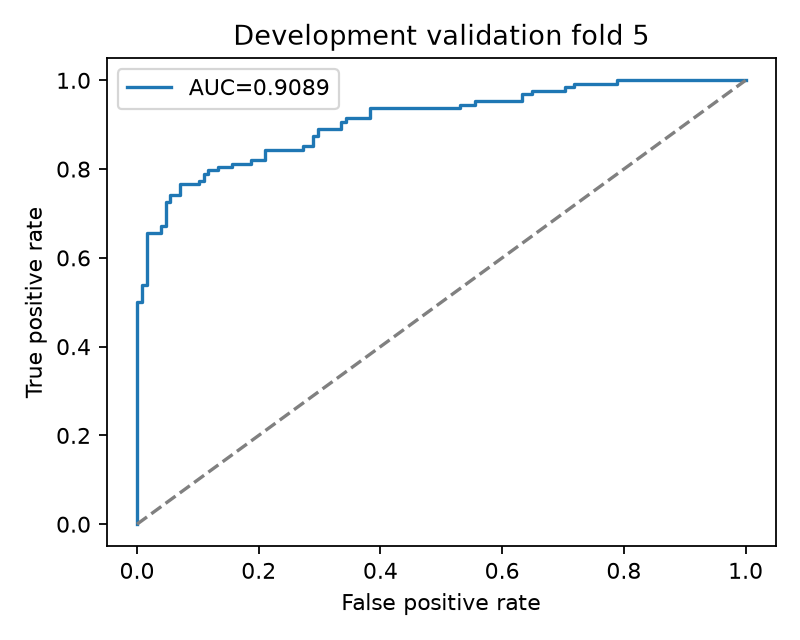 Development validation fold 5
AUC=0.9089
1.0
0.8
0.6
0.4
0.2
0.0
True positive rate
0.0 0.2 0.4 0.6 0.8 1.0
False positive rate